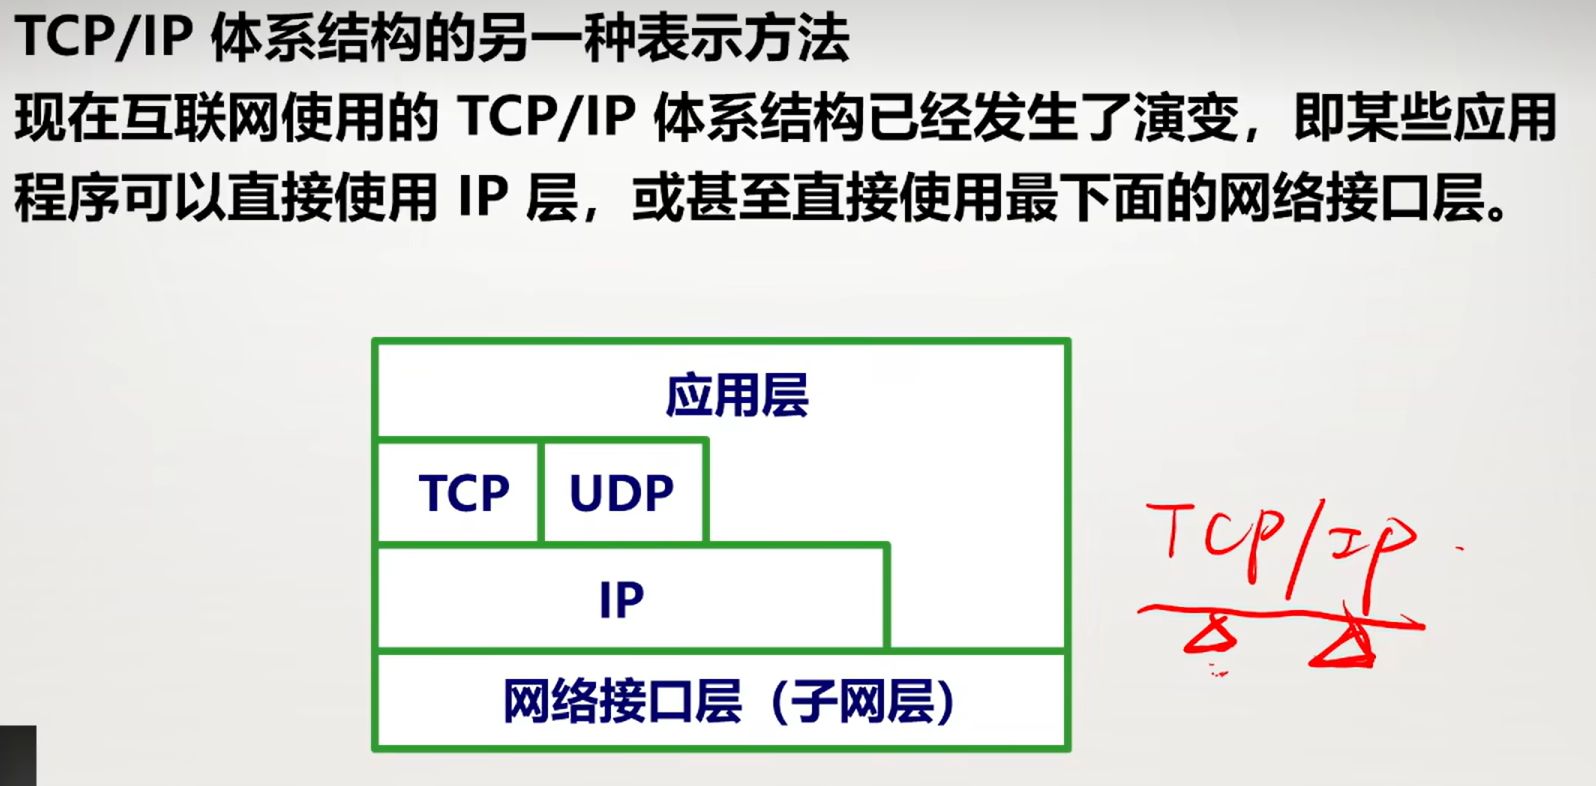 TCP/IP 体系结构的另一种表示方法
现在互联网使用的 TCP/IP 体系结构已经发生了演变，即某些应用
程序可以直接使用 IP 层，或甚至直接使用最下面的网络接口层。
应用层
TCP
UDP
IP
网络接口层（子网层）
TCP/IP